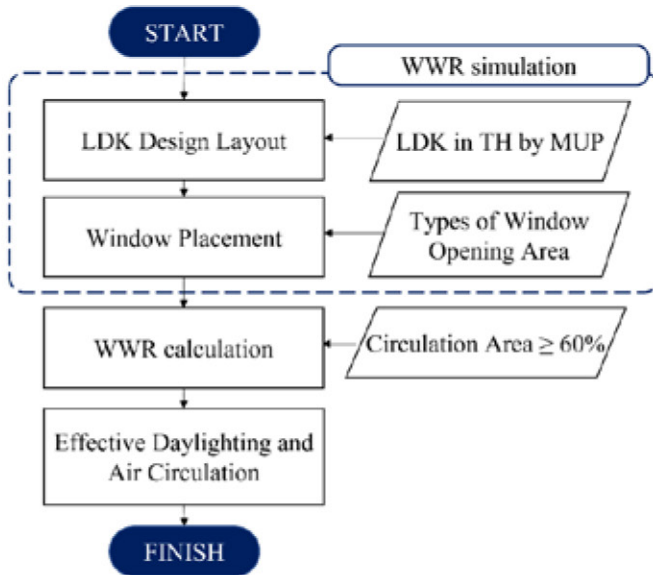 START
WWR simulation
LDK Design Layout
LDK in TH by MUP
Window Placement
Types of Window
Opening Area
WWR calculation
Circulation Area ≥ 60%
Effective Daylighting and
Air Circulation
FINISH